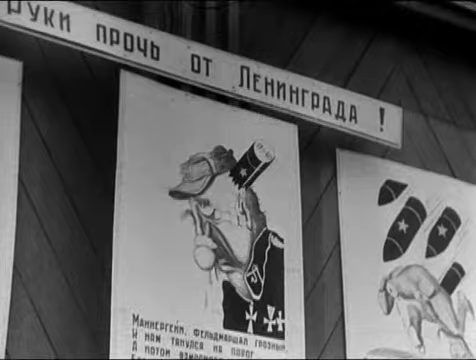 РУКИ ПРОЧЬ ОТ ЛЕНИНГРАДА!
МАННЕРГЕЙМ, ФЕЛЬДМАРШАЛ ГРОЗНЫЙ,
К НАМ ТЯНУЛСЯ НА ПОРОГ
А ПОТОМ